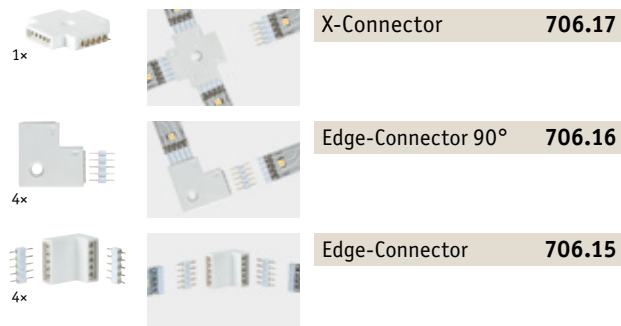 X-Connector 706.17
1×
Edge-Connector 90° 706.16
4×
Edge-Connector 706.15
4×